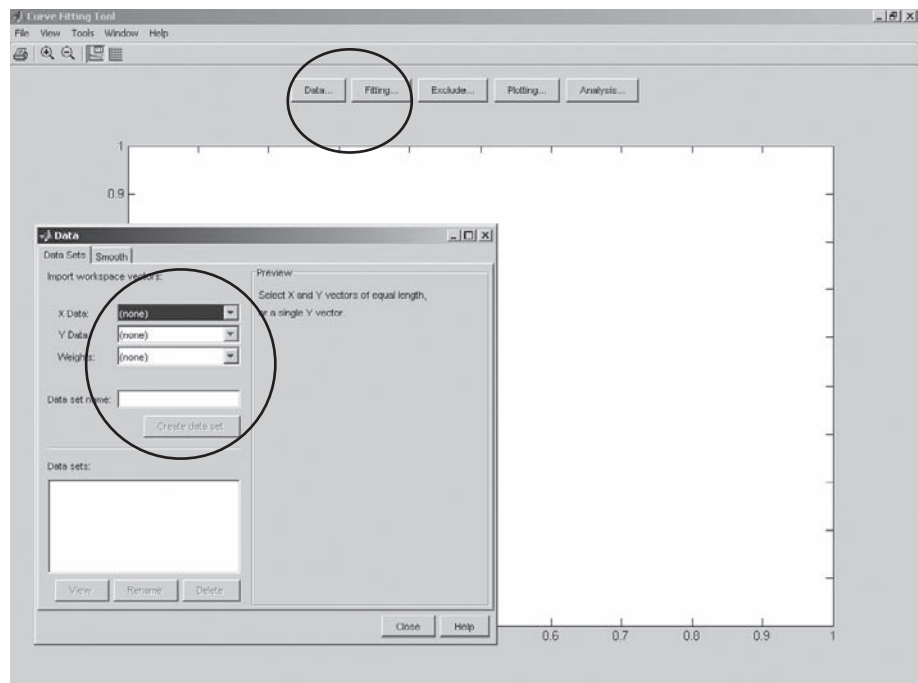 Curve Fitting Tool
File View Tools Window Help
Data... Fitting... Exclude... Plotting... Analysis...
1
0.9
Data
Data Sets Smooth
Import workspace vectors:
X Data: (none)
Y Data: (none)
Weights: (none)
Data set name:
Create data set
Data sets:
View Rename Delete
Preview
Select X and Y vectors of equal length,
or a single Y vector.
Close Help
0.6 0.7 0.8 0.9 1